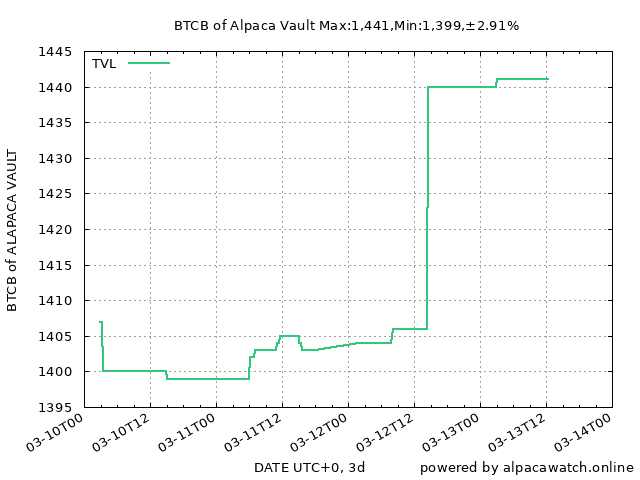 BTCB of Alpaca Vault Max:1,441,Min:1,399,±2.91%
TVL
1445
1440
1435
1430
1425
1420
1415
1410
1405
1400
1395
BTCB of ALAPACA VAULT
03-10T00
03-10T12
03-11T00
03-11T12
03-12T00
03-12T12
03-13T00
03-13T12
03-14T00
DATE UTC+0, 3d
powered by alpacawatch.online